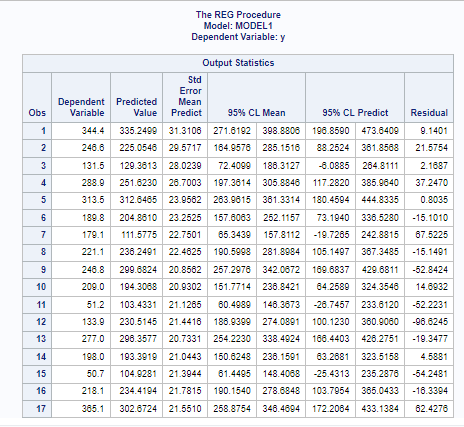 The REG Procedure
Model: MODEL1
Dependent Variable: y
Output Statistics
Obs Dependent Variable Predicted Value Std Error Mean Predict 95% CL Mean 95% CL Predict Residual
1 344.4 335.2499 31.3106 271.6192 398.8806 196.8590 473.6409 9.1401
2 246.6 225.0546 29.5717 164.9576 285.1516 88.2524 361.8568 21.5754
3 131.5 129.3613 28.0239 72.4099 186.3127 -6.0885 264.8111 2.1687
4 288.9 251.6230 26.7003 197.3614 305.8846 117.2820 385.9640 37.2470
5 313.5 312.6465 23.9562 263.9615 361.3314 180.4594 444.8335 0.8035
6 189.8 204.8610 23.2525 157.6063 252.1157 73.1940 336.5280 -15.1010
7 179.1 111.5775 22.7501 65.3439 157.8112 -19.7265 242.8815 67.5225
8 221.1 236.2491 22.4625 190.5998 281.8984 105.1497 367.3485 -15.1491
9 246.8 299.6824 20.8562 257.2976 342.0672 169.6837 429.6811 -52.8424
10 209.0 194.3068 20.9302 151.7714 236.8421 64.2589 324.3546 14.6932
11 51.2 103.4331 21.1265 60.4989 146.3673 -26.7457 233.6120 -52.2231
12 133.9 230.5145 21.4416 186.9399 274.0891 100.1230 360.9060 -96.6245
13 277.0 296.3577 20.7331 254.2230 338.4924 166.4403 426.2751 -19.3477
14 198.0 193.3919 21.0443 150.6248 236.1591 63.2681 323.5158 4.5881
15 50.7 104.9281 21.3944 61.4495 148.4068 -25.4313 235.2876 -54.2481
16 218.1 234.4194 21.7815 190.1540 278.6848 103.7954 365.0433 -16.3394
17 365.1 302.6724 21.5510 258.8754 346.4694 172.2064 433.1384 62.4276